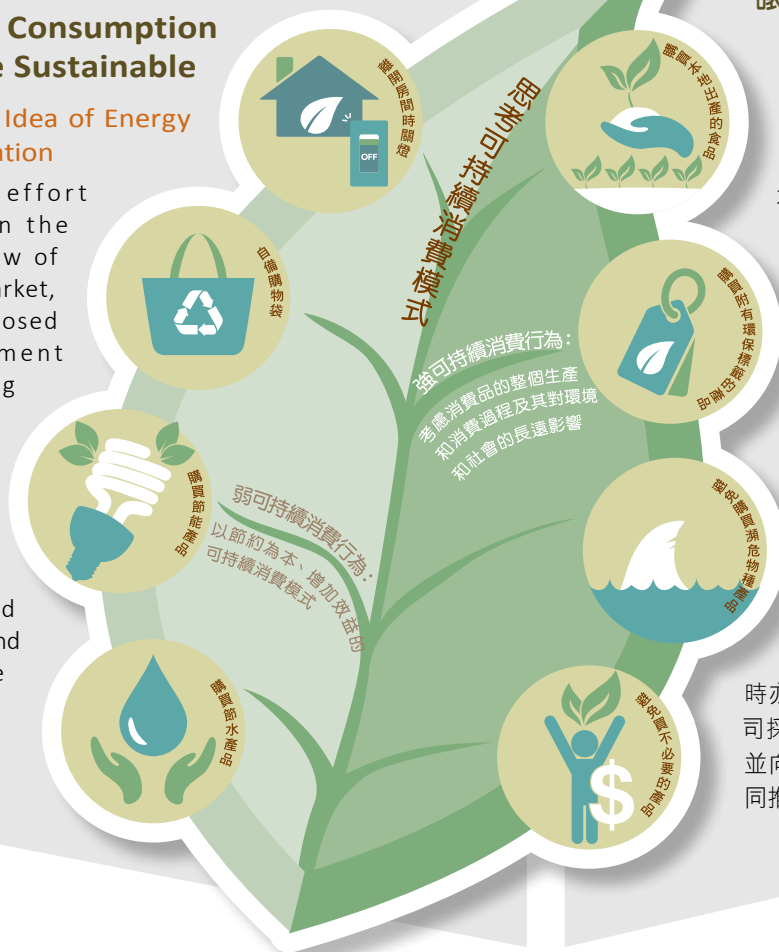 Consumption
Sustainable
Idea of Energy
effort
the
of
OFF
離開房間時關燈
自備購物袋
購買節能產品
購買節水產品
思考可持續消費模式
弱可持續消費行為：
以節約為本、增加效益的
可持續消費模式
強可持續消費行為：
考慮消費品的整個生產
和消費過程及其對環境
和社會的長遠影響
購買本地出產的食品
購買附有環保標籤的產品
避免購買瀕危物種產品
避免買不必要的產品
$
時亦
並向